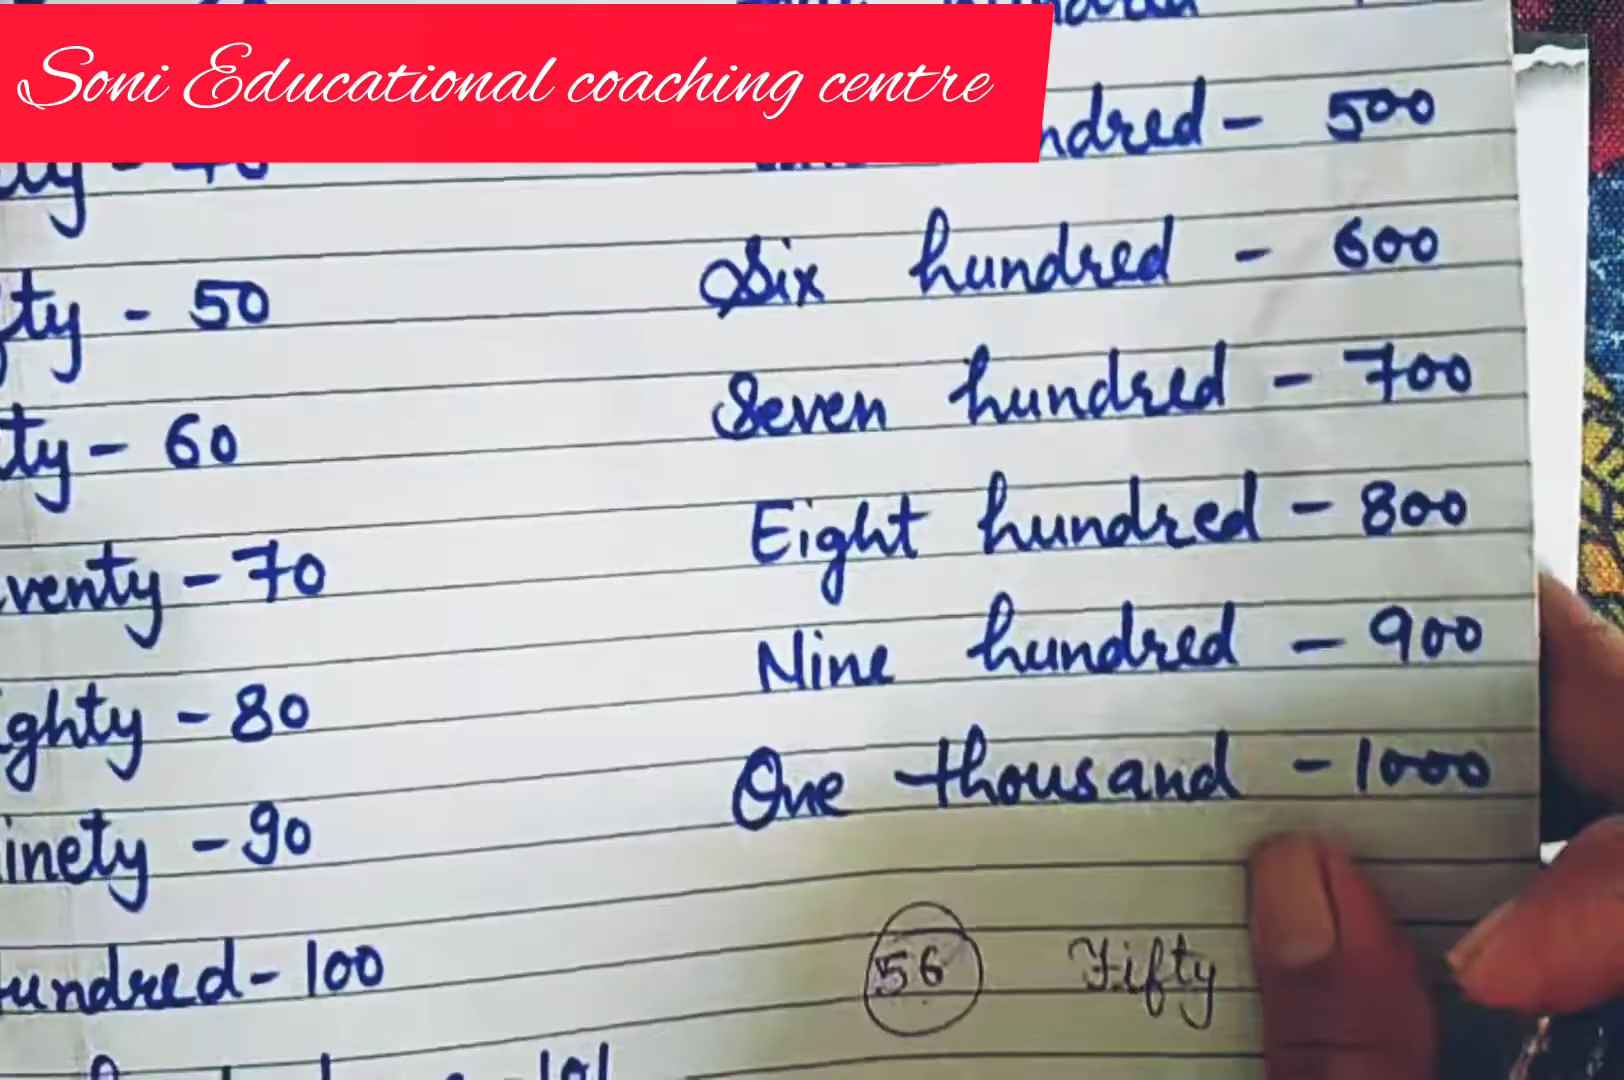 Soni Educational coaching centre
ndred - 500
Six hundred - 600
Seven hundred - 700
Eight hundred - 800
Nine hundred - 900
One thousand - 1000
56 Fifty
ty - 50
ty - 60
venty - 70
ghty - 80
inety - 90
undred - 100
101